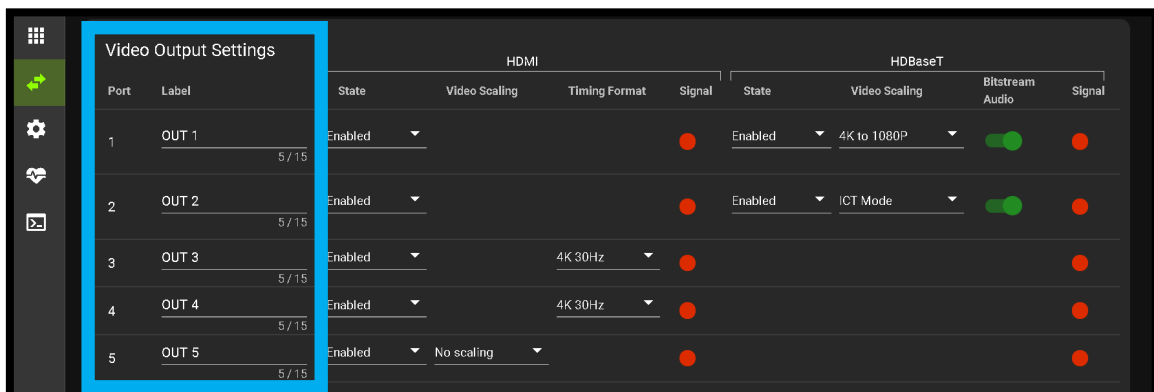 Video Output Settings
HDMI HDBaseT
Port Label State Video Scaling Timing Format Signal State Video Scaling Bitstream Audio Signal
1 OUT 1 Enabled Enabled 4K to 1080P
5 / 15
2 OUT 2 Enabled Enabled ICT Mode
5 / 15
3 OUT 3 Enabled 4K 30Hz
5 / 15
4 OUT 4 Enabled 4K 30Hz
5 / 15
5 OUT 5 Enabled No scaling
5 / 15